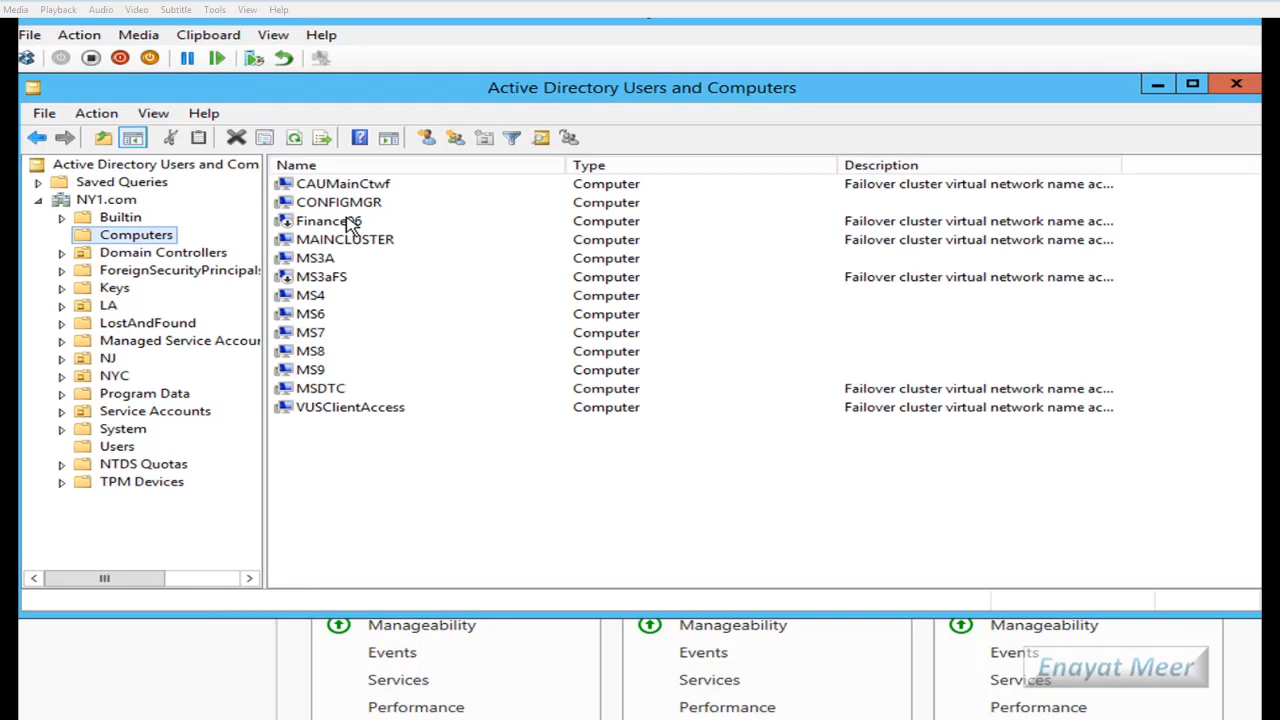 Media Playback Audio Video Subtitle Tools View Help
File Action Media Clipboard View Help
Active Directory Users and Computers
File Action View Help
Active Directory Users and Com
Saved Queries
NY1.com
Builtin
Computers
Domain Controllers
ForeignSecurityPrincipals
Keys
LA
LostAndFound
Managed Service Accour
NJ
NYC
Program Data
Service Accounts
System
Users
NTDS Quotas
TPM Devices
Name Type Description
CAUMainCtwf Computer Failover cluster virtual network name ac...
CONFIGMGR Computer
Computer Failover cluster virtual network name ac...
MAINCLUSTER Computer Failover cluster virtual network name ac...
MS3A Computer
MS3aFS Computer Failover cluster virtual network name ac...
MS4 Computer
MS6 Computer
MS7 Computer
MS8 Computer
MS9 Computer
MSDTC Computer Failover cluster virtual network name ac...
VUSClientAccess Computer Failover cluster virtual network name ac...
Manageability Manageability Manageability
Events Events Events
Services Services Services
Performance Performance Performance
Enayat Meer